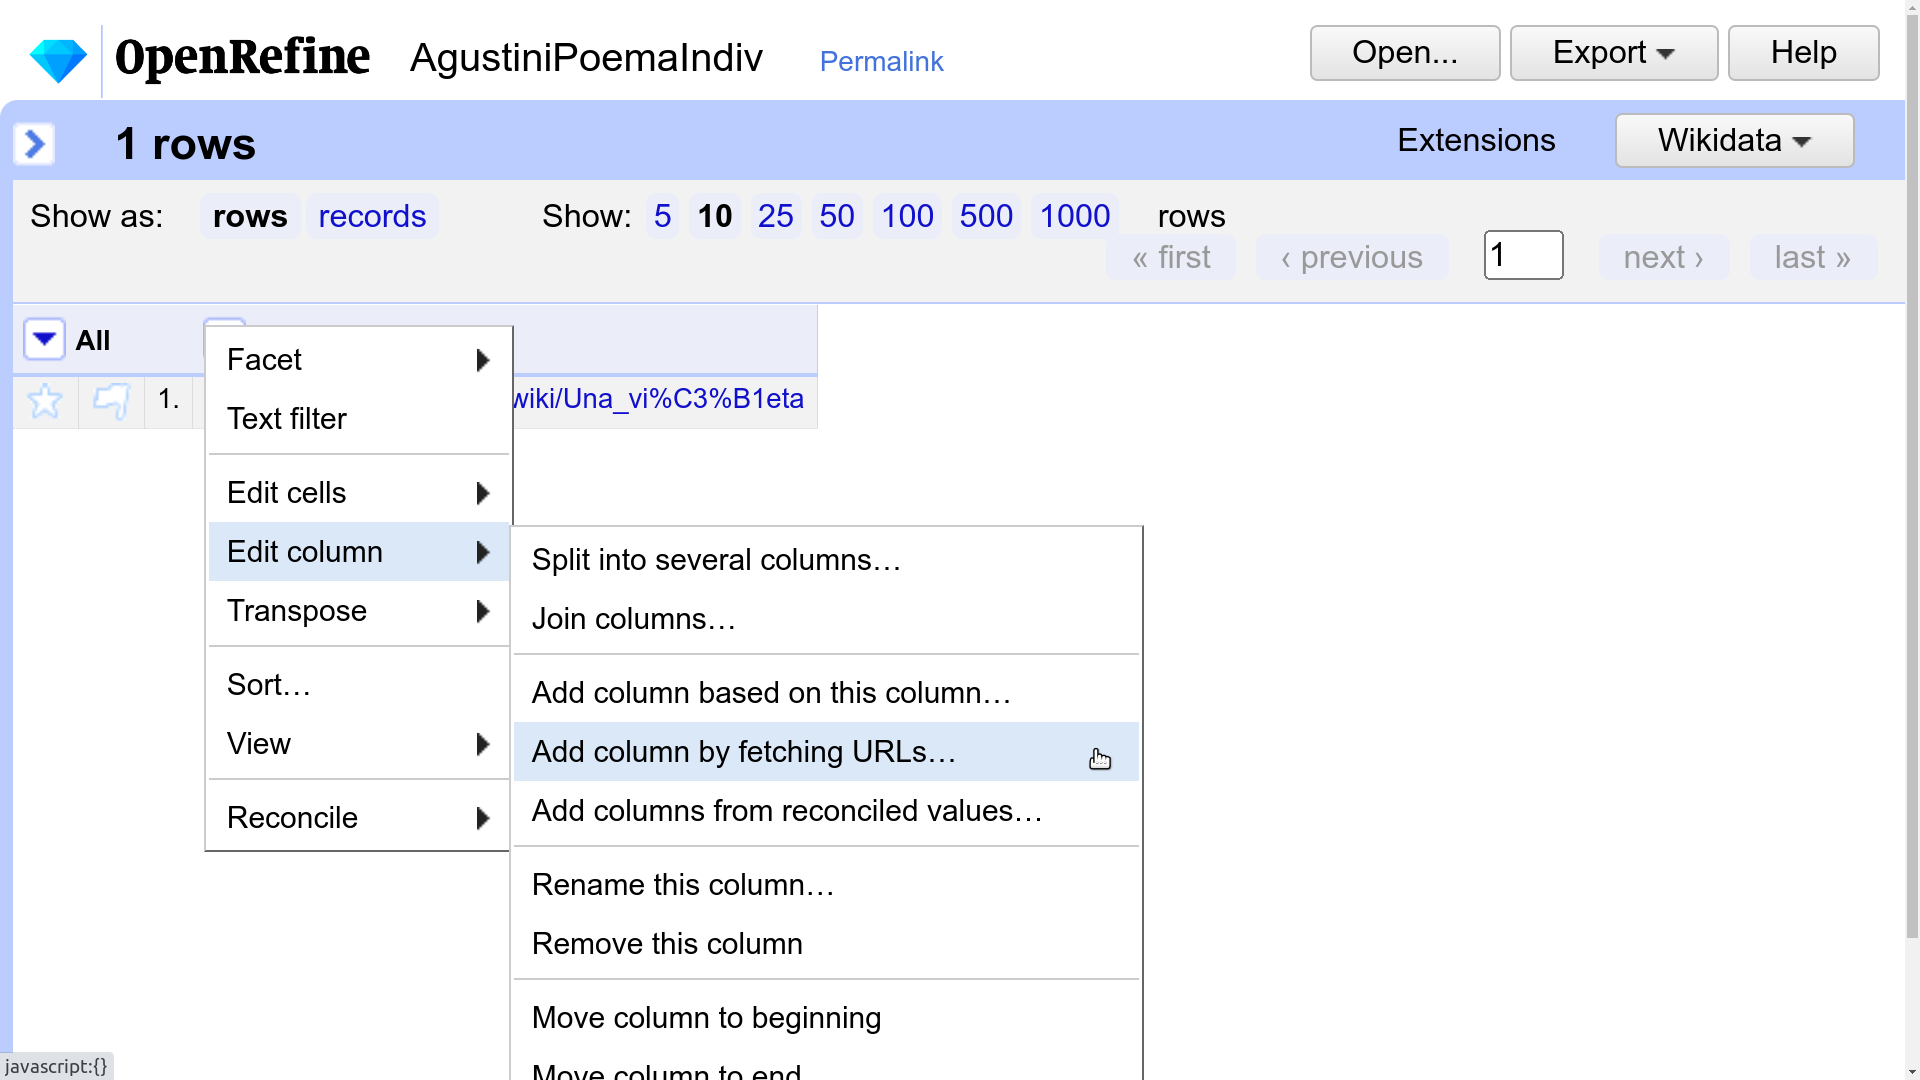 OpenRefine AgustiniPoemaIndiv Permalink Open... Export Help
1 rows Extensions Wikidata
Show as: rows records Show: 5 10 25 50 100 500 1000 rows
« first ‹ previous 1 next › last »
All
1. wiki/Una_vi%C3%B1eta
Facet
Text filter
Edit cells
Edit column
Transpose
Sort…
View
Reconcile
Split into several columns…
Join columns…
Add column based on this column…
Add column by fetching URLs…
Add columns from reconciled values…
Rename this column…
Remove this column
Move column to beginning
Move column to end
javascript:{}